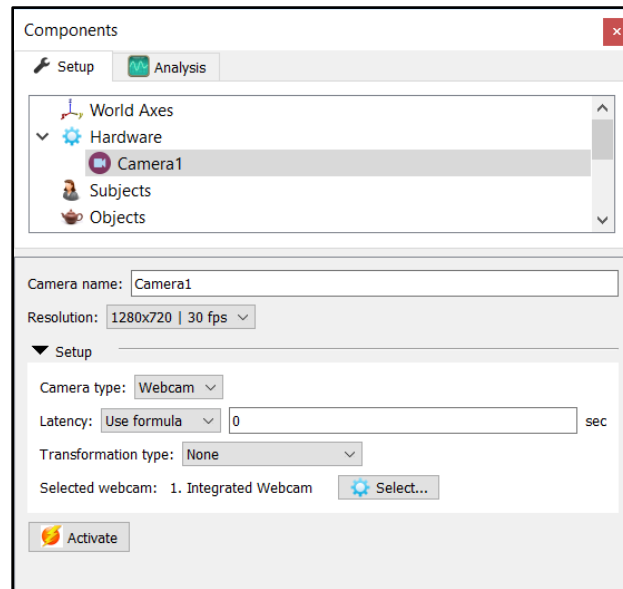 Components
Setup Analysis
World Axes
Hardware
Camera1
Subjects
Objects
Camera name: Camera1
Resolution: 1280x720 | 30 fps
Setup
Camera type: Webcam
Latency: Use formula 0 sec
Transformation type: None
Selected webcam: 1. Integrated Webcam Select...
Activate